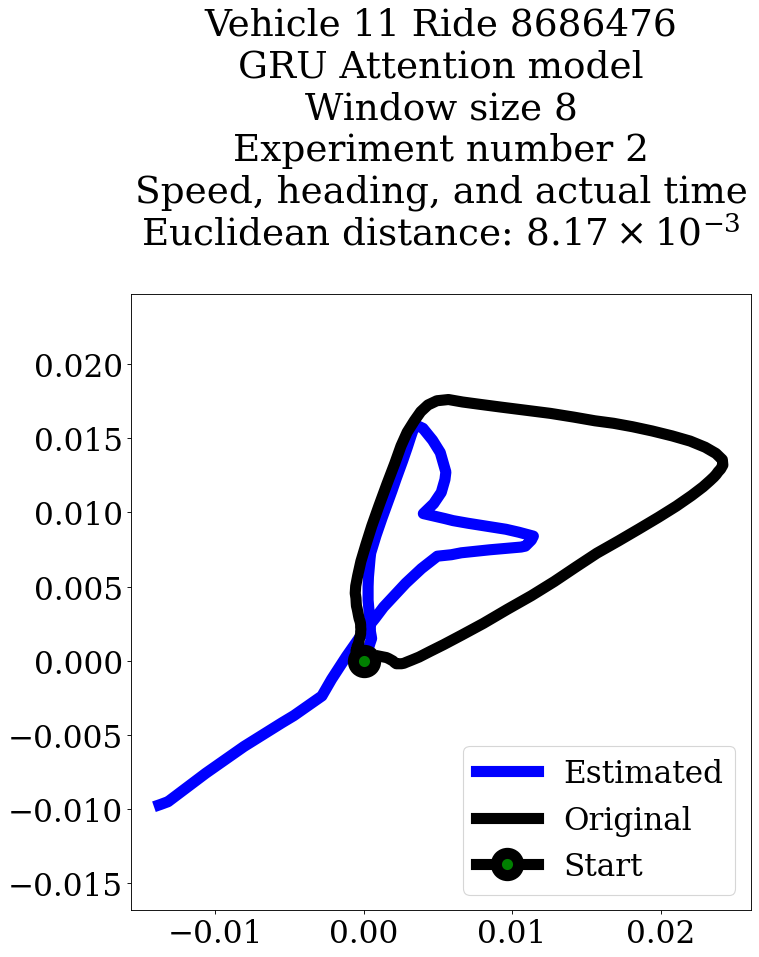 Vehicle 11 Ride 8686476
GRU Attention model
Window size 8
Experiment number 2
Speed, heading, and actual time
Euclidean distance: 8.17 × 10⁻³
0.020
0.015
0.010
0.005
0.000
−0.005
−0.010
−0.015
−0.01 0.00 0.01 0.02
Estimated
Original
Start